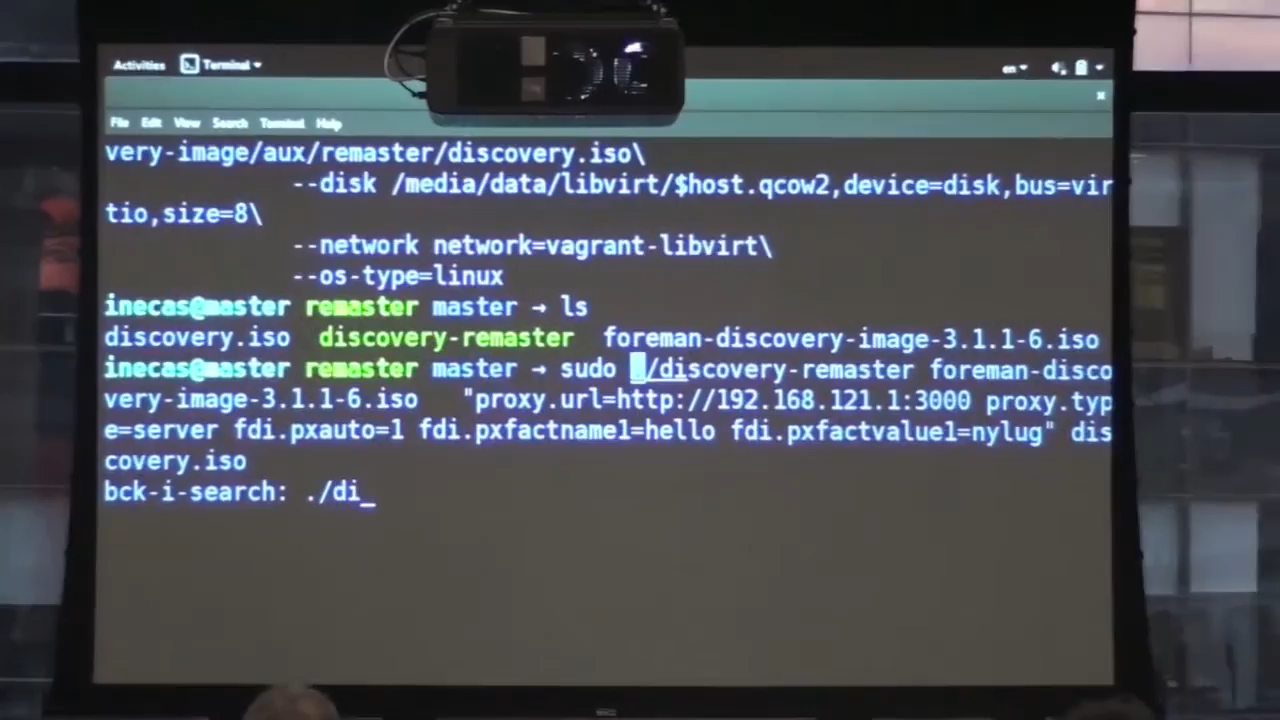 Activities Terminal
en
File Edit View Search Terminal Help
very-image/aux/remaster/discovery.iso\
--disk /media/data/libvirt/$host.qcow2,device=disk,bus=vir
tio,size=8\
--network network=vagrant-libvirt\
--os-type=linux
inecas@master remaster master → ls
discovery.iso discovery-remaster foreman-discovery-image-3.1.1-6.iso
inecas@master remaster master → sudo ./discovery-remaster foreman-disco
very-image-3.1.1-6.iso "proxy.url=http://192.168.121.1:3000 proxy.typ
e=server fdi.pxauto=1 fdi.pxfactname1=hello fdi.pxfactvalue1=nylug" dis
covery.iso
bck-i-search: ./di_